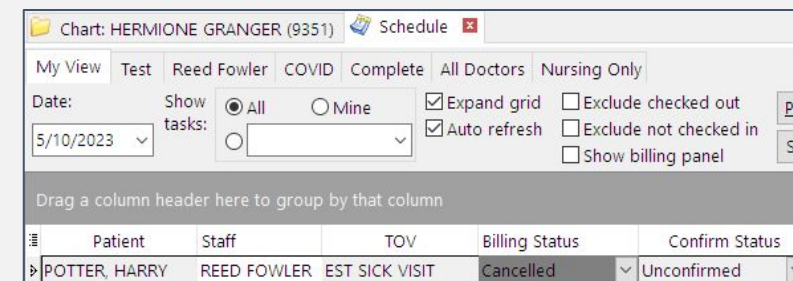 Chart: HERMIONE GRANGER (9351) Schedule
My View Test Reed Fowler COVID Complete All Doctors Nursing Only
Date: Show tasks: All Mine Expand grid Exclude checked out P
5/10/2023 Auto refresh Exclude not checked in S
Show billing panel
Drag a column header here to group by that column
Patient Staff TOV Billing Status Confirm Status
POTTER, HARRY REED FOWLER EST SICK VISIT Cancelled Unconfirmed